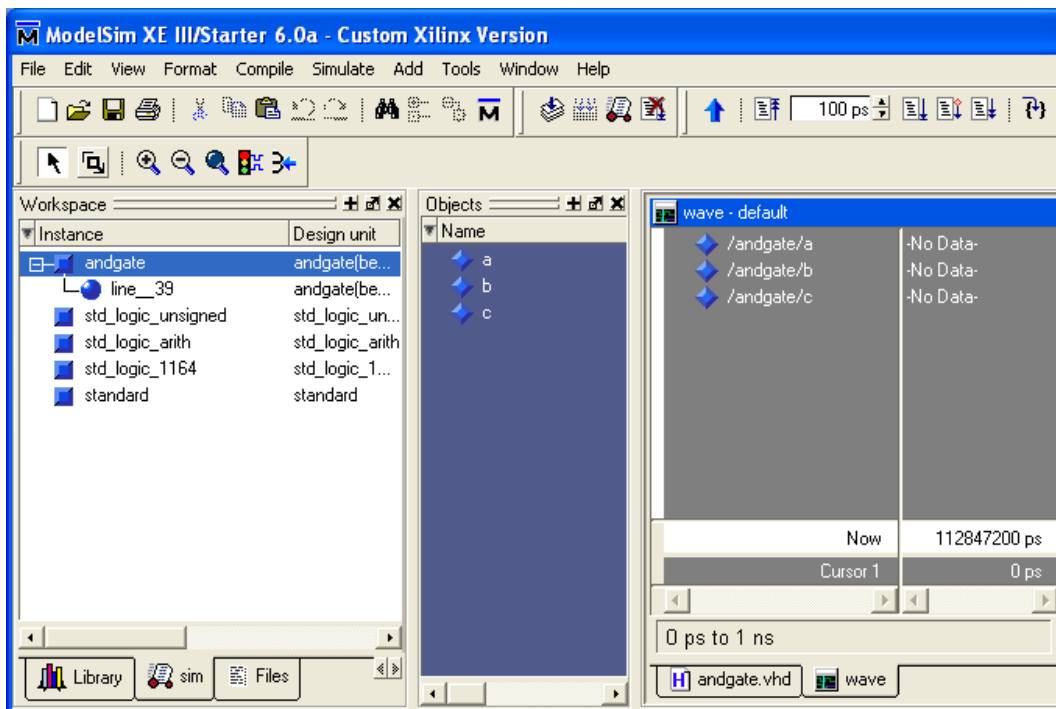 ModelSim XE III/Starter 6.0a - Custom Xilinx Version
File Edit View Format Compile Simulate Add Tools Window Help
100 ps
Workspace
Instance Design unit
andgate andgate(be...
line__39 andgate(be...
std_logic_unsigned std_logic_un...
std_logic_arith std_logic_arith
std_logic_1164 std_logic_1...
standard standard
Library sim Files
Objects
Name
a
b
c
wave - default
/andgate/a -No Data-
/andgate/b -No Data-
/andgate/c -No Data-
Now 112847200 ps
Cursor 1 0 ps
0 ps to 1 ns
andgate.vhd wave